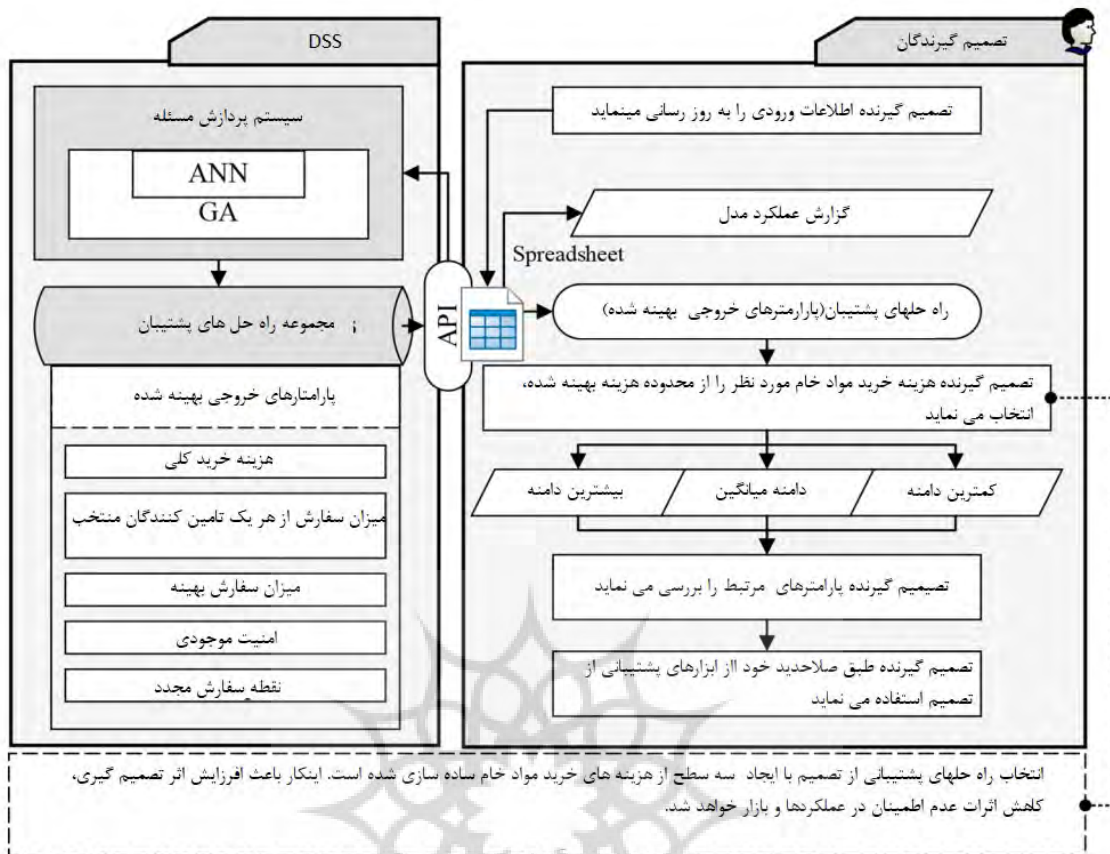 DSS
تصمیم گیرندگان
تصمیم گیرنده اطلاعات ورودی را به روز رسانی مینماید
سیستم پردازش مسئله
ANN
GA
گزارش عملکرد مدل
Spreadsheet
API
مجموعه راه حل های پشتیبان
راه حلهای پشتیبان(پارارمترهای خروجی بهینه شده)
تصمیم گیرنده هزینه خرید مواد خام مورد نظر را از محدوده هزینه بهینه شده،
انتخاب می نماید
پارامتارهای خروجی بهینه شده
هزینه خرید کلی
میزان سفارش از هر یک تامین کنندگان منتخب
میزان سفارش بهینه
امنیت موجودی
نقطه سفارش مجدد
کمترین دامنه
دامنه میانگین
بیشترین دامنه
تصیمیم گیرنده پارامترهای مرتبط را بررسی می نماید
تصمیم گیرنده طبق صلاحدید خود ااز ابزارهای پشتیبانی از
تصمیم استفاده می نماید
انتخاب راه حلهای پشتیبانی از تصمیم با ایجاد سه سطح از هزینه های خرید مواد خام ساده سازی شده است. اینکار باعث افرزایش اثر تصمیم گیری،
کاهش اثرات عدم اطمینان در عملکردها و بازار خواهد شد.